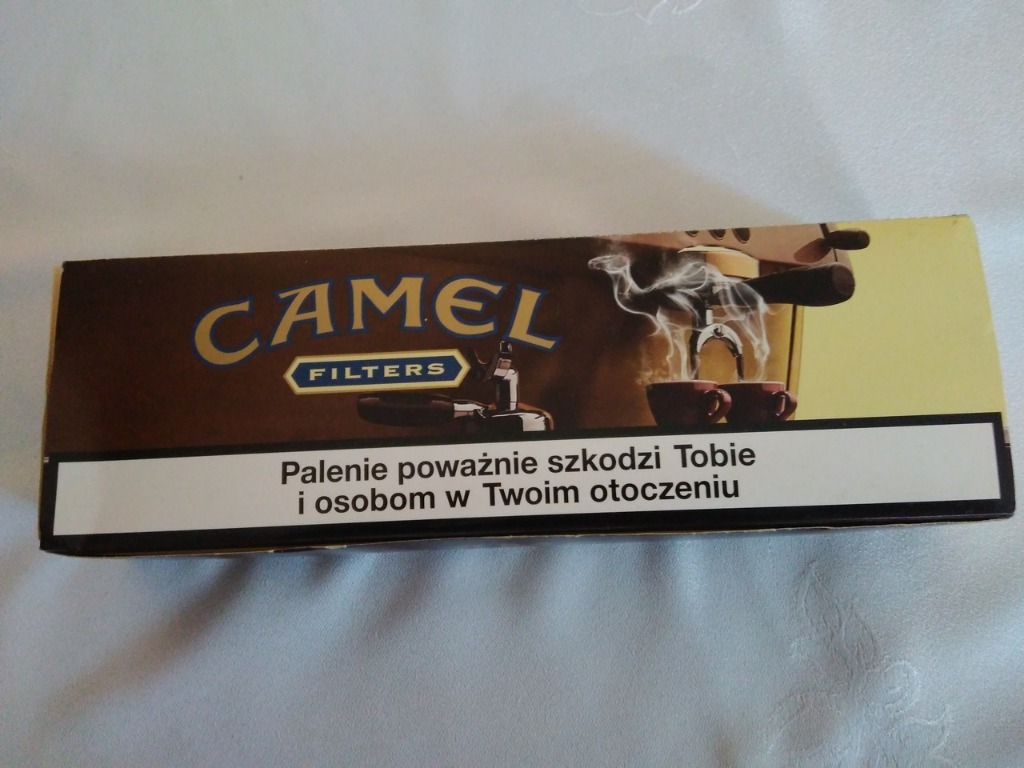 CAMEL
FILTERS
Palenie poważnie szkodzi Tobie
i osobom w Twoim otoczeniu